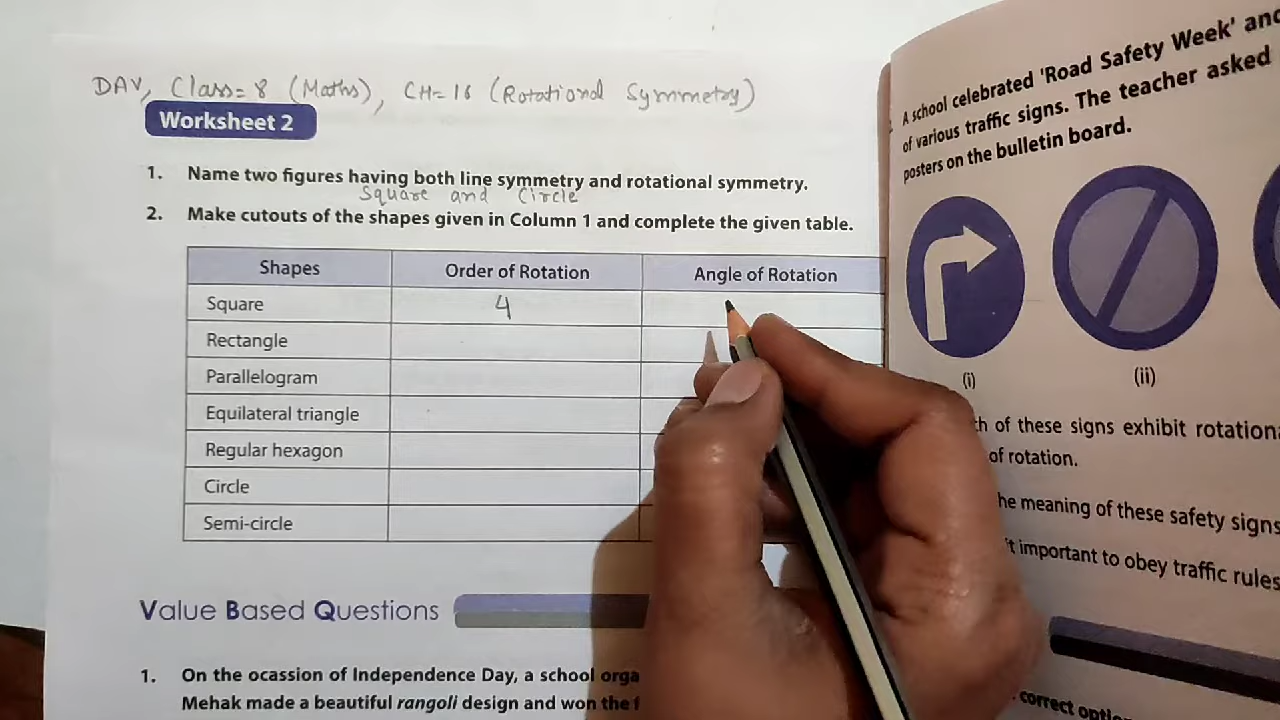 DAV, Class= 8 (Maths), CH= 16 (Rotational Symmetry)
Worksheet 2
1. Name two figures having both line symmetry and rotational symmetry.
Square and Circle
2. Make cutouts of the shapes given in Column 1 and complete the given table.
Shapes Order of Rotation Angle of Rotation
Square 4
Rectangle
Parallelogram
Equilateral triangle
Regular hexagon
Circle
Semi-circle
Value Based Questions
1. On the ocassion of Independence Day, a school orga
Mehak made a beautiful rangoli design and won the f
A school celebrated 'Road Safety Week' and
of various traffic signs. The teacher asked
posters on the bulletin board.
(i) (ii)
of these signs exhibit rotation
of rotation.
he meaning of these safety signs
't important to obey traffic rules
correct optio